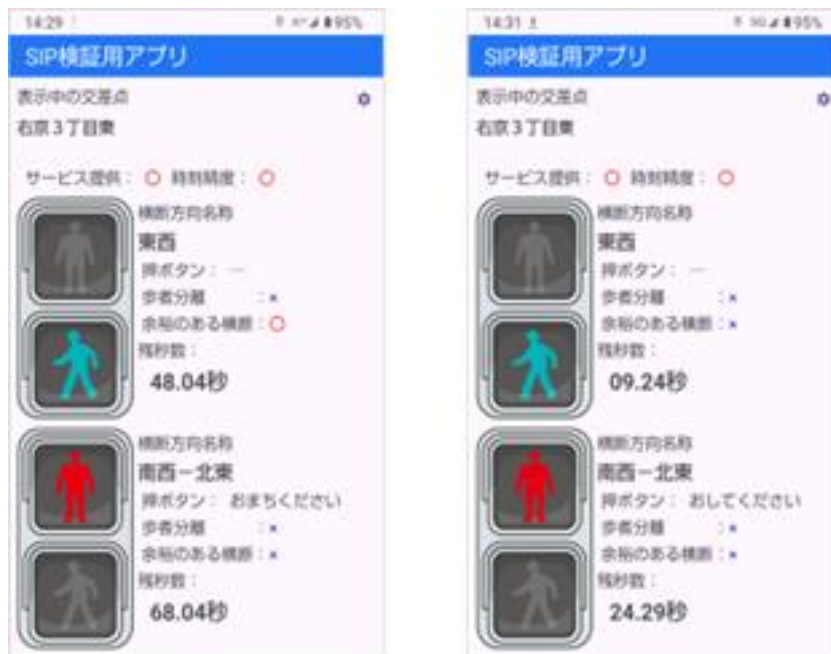 14:29
95%
SIP検証用アプリ
表示中の交差点
右京3丁目東
サービス提供: ○ 時刻精度: ○
横断方向名称
東西
押ボタン: ー
歩者分離 :×
余裕のある横断:○
残秒数:
48.04秒
横断方向名称
南西ー北東
押ボタン: おまちください
歩者分離 :×
余裕のある横断:×
残秒数:
68.04秒
14:31
5G 95%
SIP検証用アプリ
表示中の交差点
右京3丁目東
サービス提供: ○ 時刻精度: ○
横断方向名称
東西
押ボタン: ー
歩者分離 :×
余裕のある横断:×
残秒数:
09.24秒
横断方向名称
南西ー北東
押ボタン: おしてください
歩者分離 :×
余裕のある横断:×
残秒数:
24.29秒